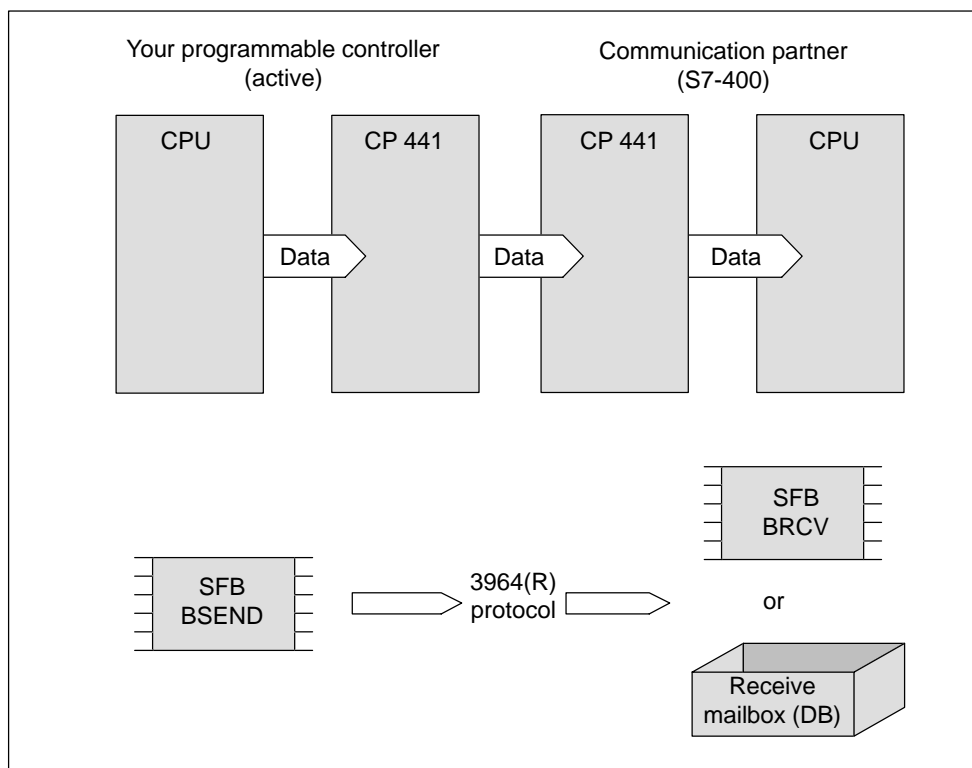 Your programmable controller
(active)
Communication partner
(S7-400)
CPU
CP 441
CP 441
CPU
Data
Data
Data
SFB
BRCV
SFB
BSEND
3964(R)
protocol
or
Receive
mailbox (DB)